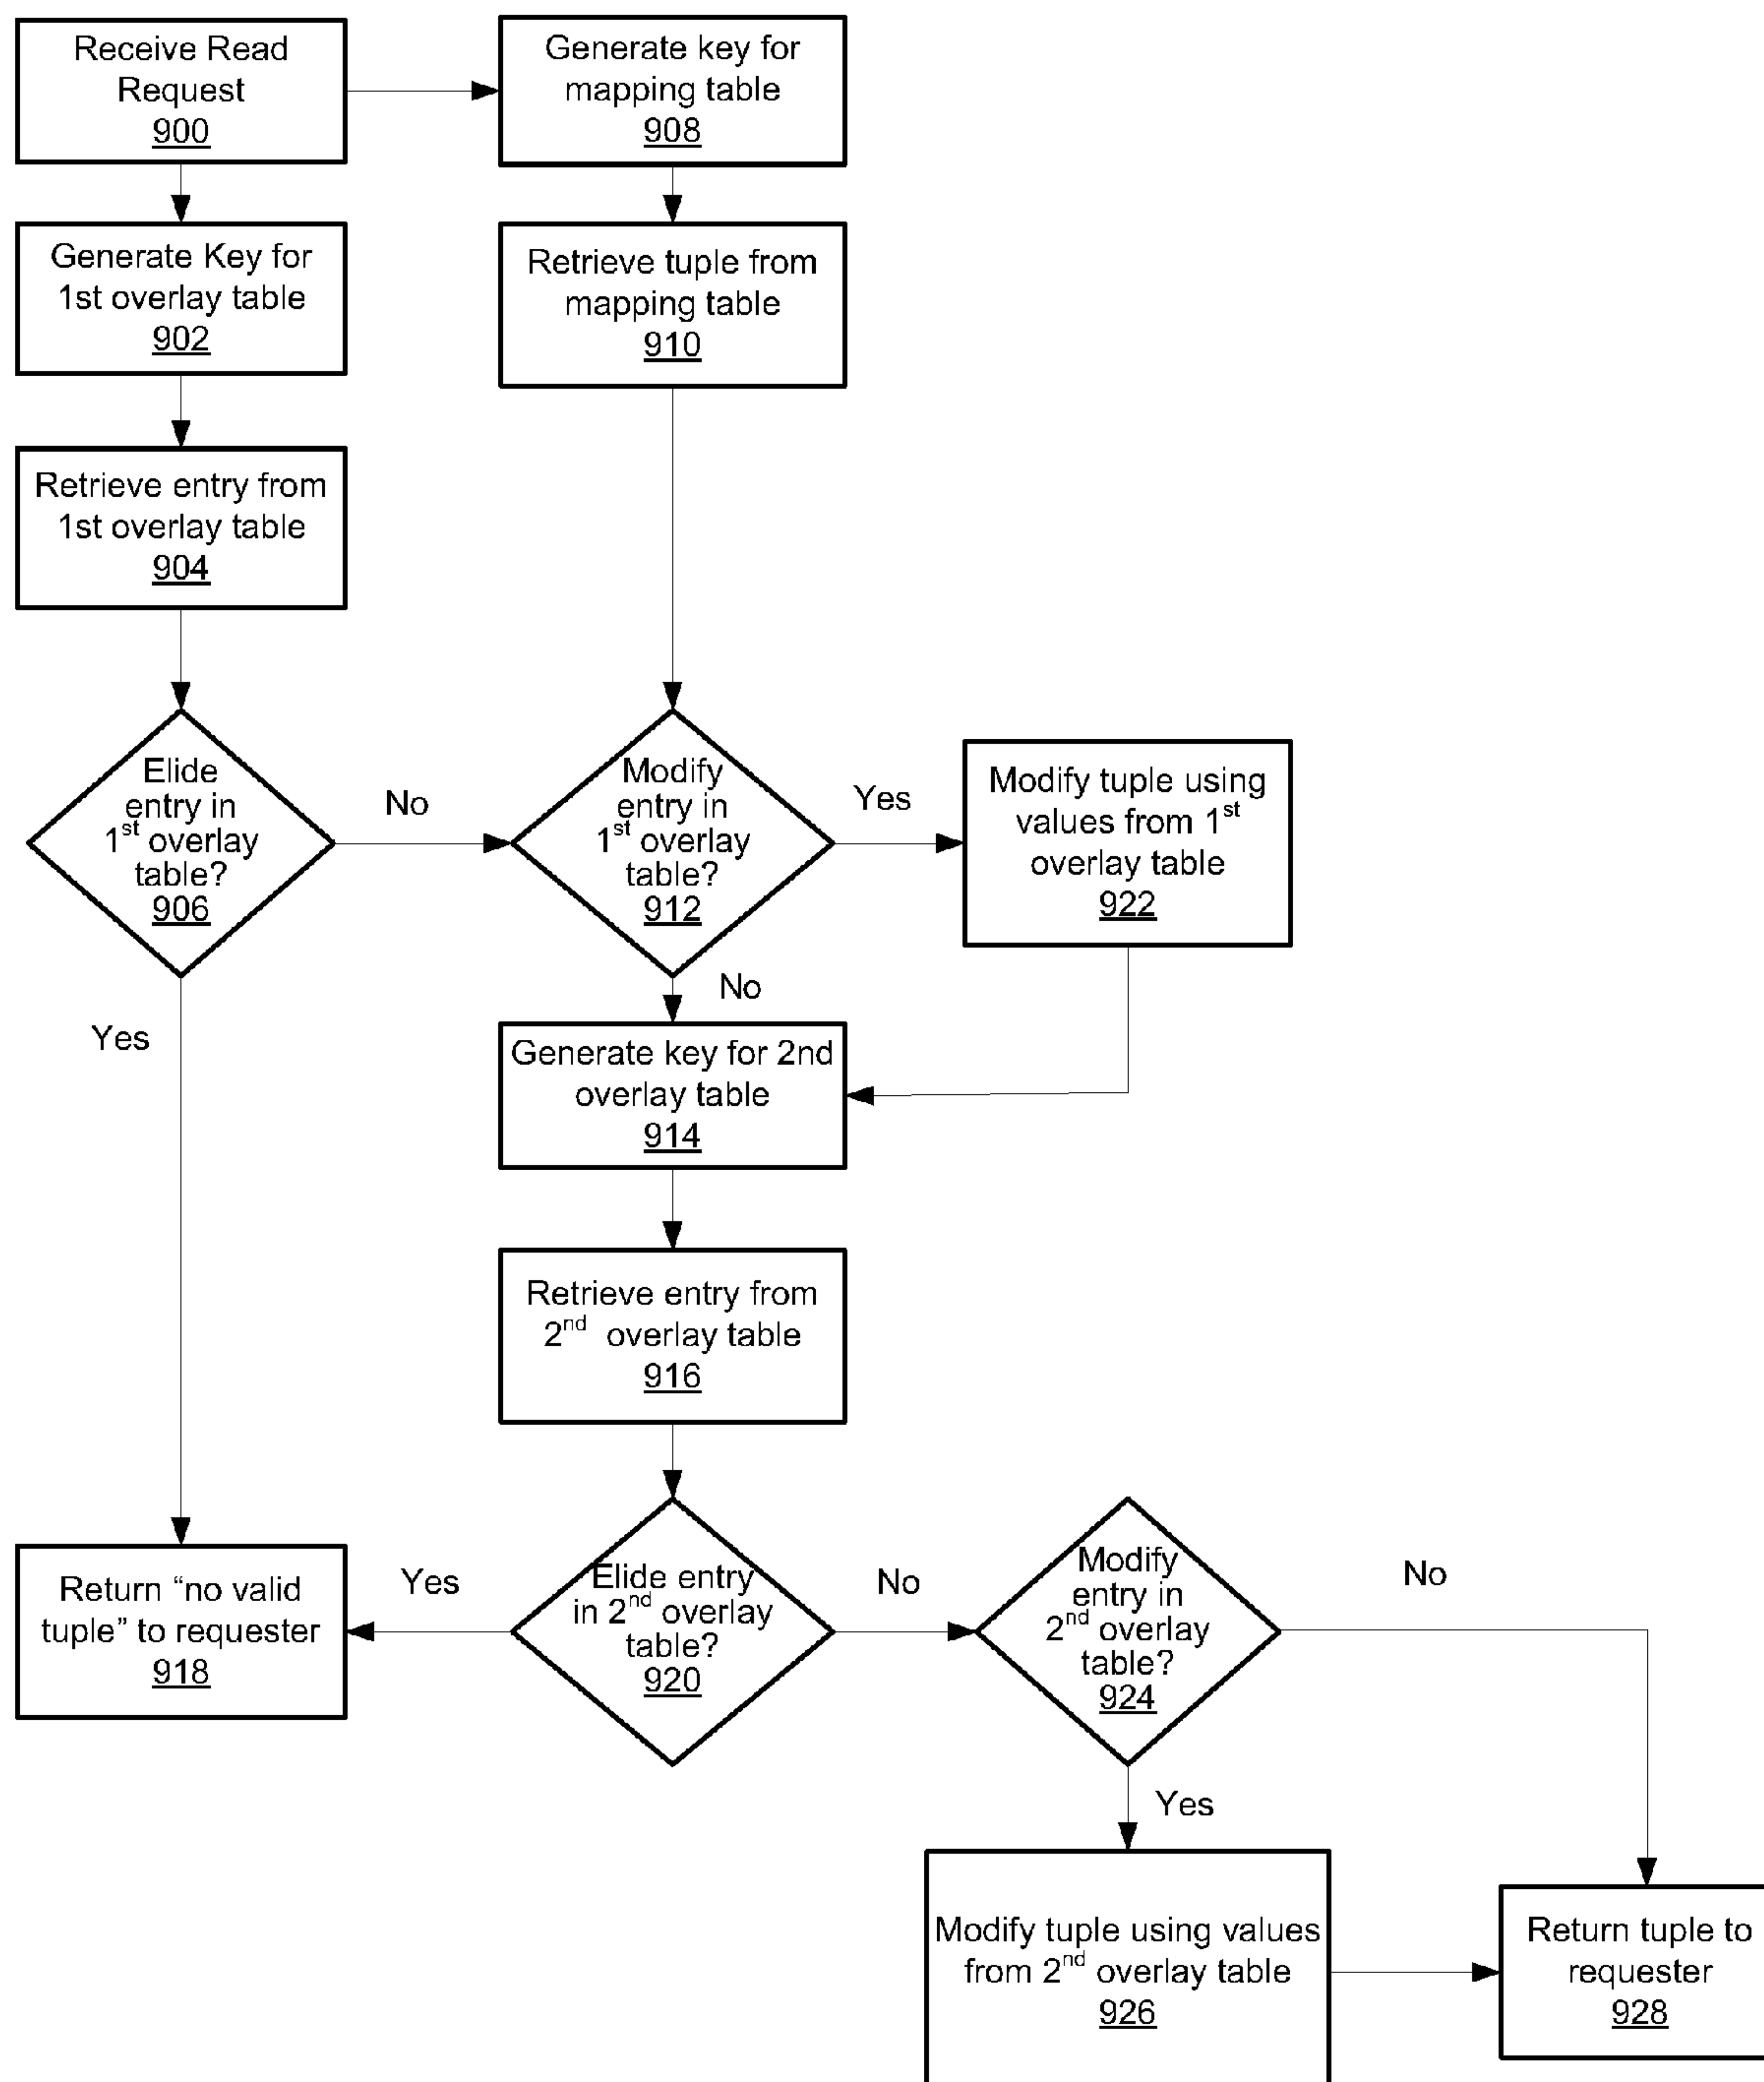 Receive Read
Request
900
Generate key for
mapping table
908
Generate Key for
1st overlay table
902
Retrieve tuple from
mapping table
910
Retrieve entry from
1st overlay table
904
Elide
entry in
1st overlay
table?
906
No
Modify
entry in
1st overlay
table?
912
Yes
Modify tuple using
values from 1st
overlay table
922
Yes
No
Generate key for 2nd
overlay table
914
Retrieve entry from
2nd overlay table
916
Return “no valid
tuple” to requester
918
Yes
Elide entry
in 2nd overlay
table?
920
No
Modify
entry in
2nd overlay
table?
924
No
Yes
Modify tuple using values
from 2nd overlay table
926
Return tuple to
requester
928